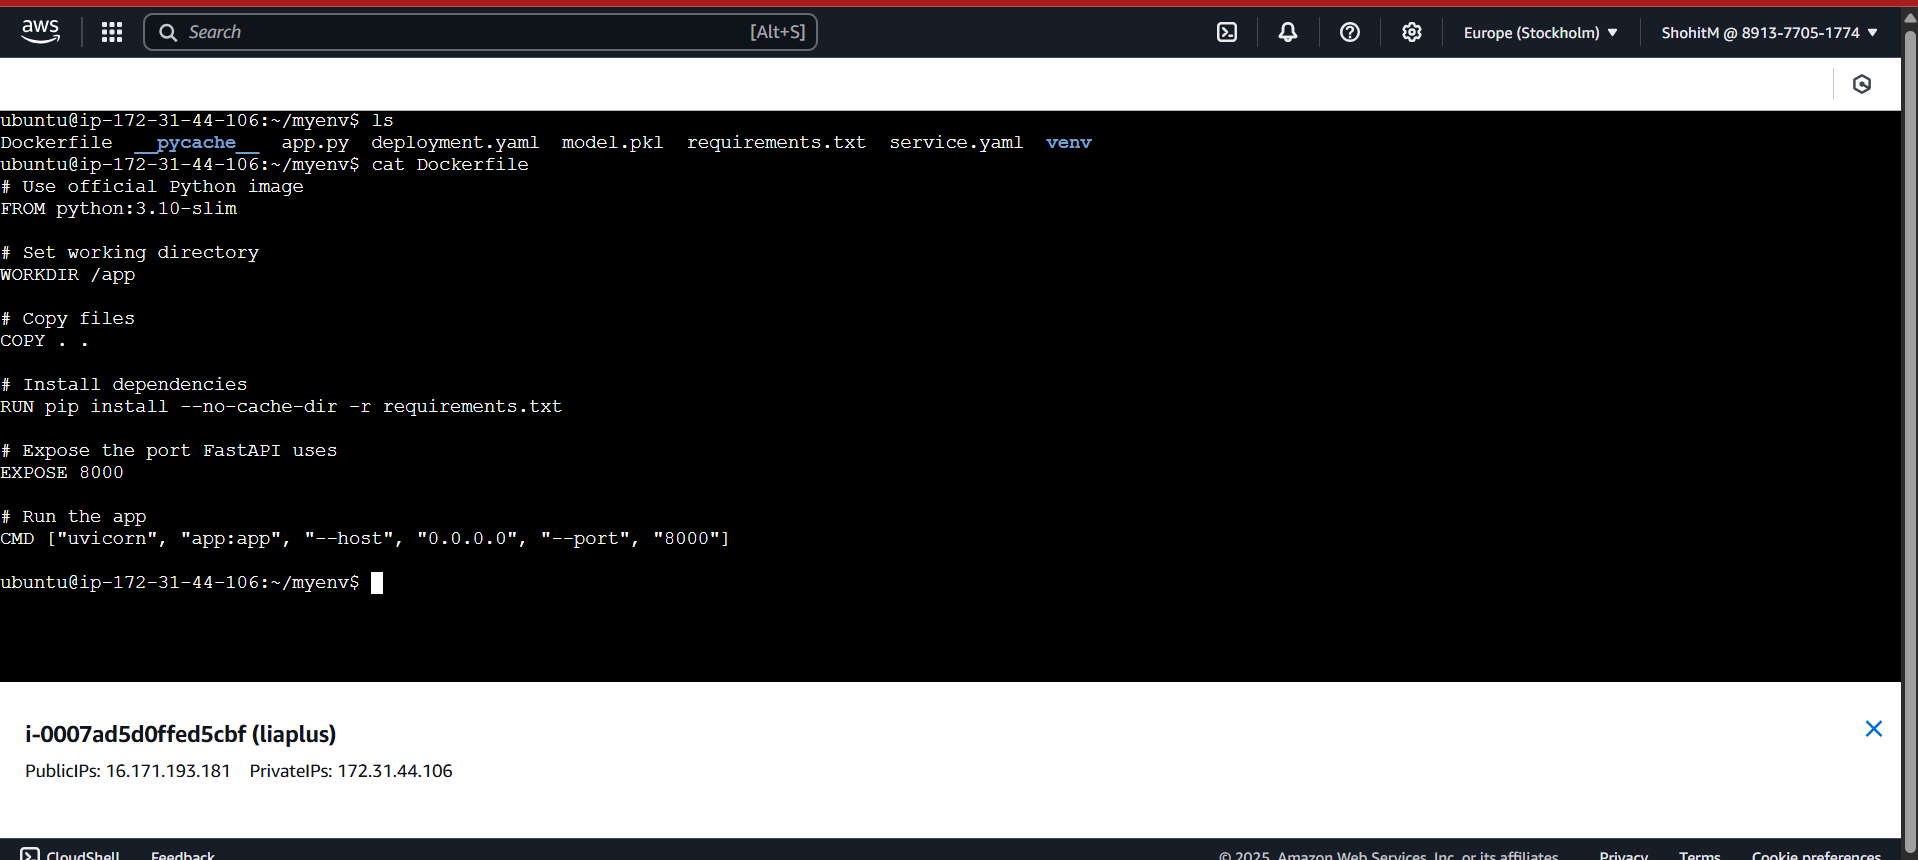 aws
Search [Alt+S]
Europe (Stockholm) ▼
ShohitM @ 8913-7705-1774 ▼
ubuntu@ip-172-31-44-106:~/myenv$ ls
Dockerfile  __pycache__  app.py  deployment.yaml  model.pkl  requirements.txt  service.yaml  venv
ubuntu@ip-172-31-44-106:~/myenv$ cat Dockerfile
# Use official Python image
FROM python:3.10-slim
# Set working directory
WORKDIR /app
# Copy files
COPY . .
# Install dependencies
RUN pip install --no-cache-dir -r requirements.txt
# Expose the port FastAPI uses
EXPOSE 8000
# Run the app
CMD ["uvicorn", "app:app", "--host", "0.0.0.0", "--port", "8000"]
ubuntu@ip-172-31-44-106:~/myenv$
i-0007ad5d0ffed5cbf (liaplus)
PublicIPs: 16.171.193.181 PrivateIPs: 172.31.44.106
CloudShell Feedback © 2025, Amazon Web Services, Inc. or its affiliates. Privacy Terms Cookie preferences